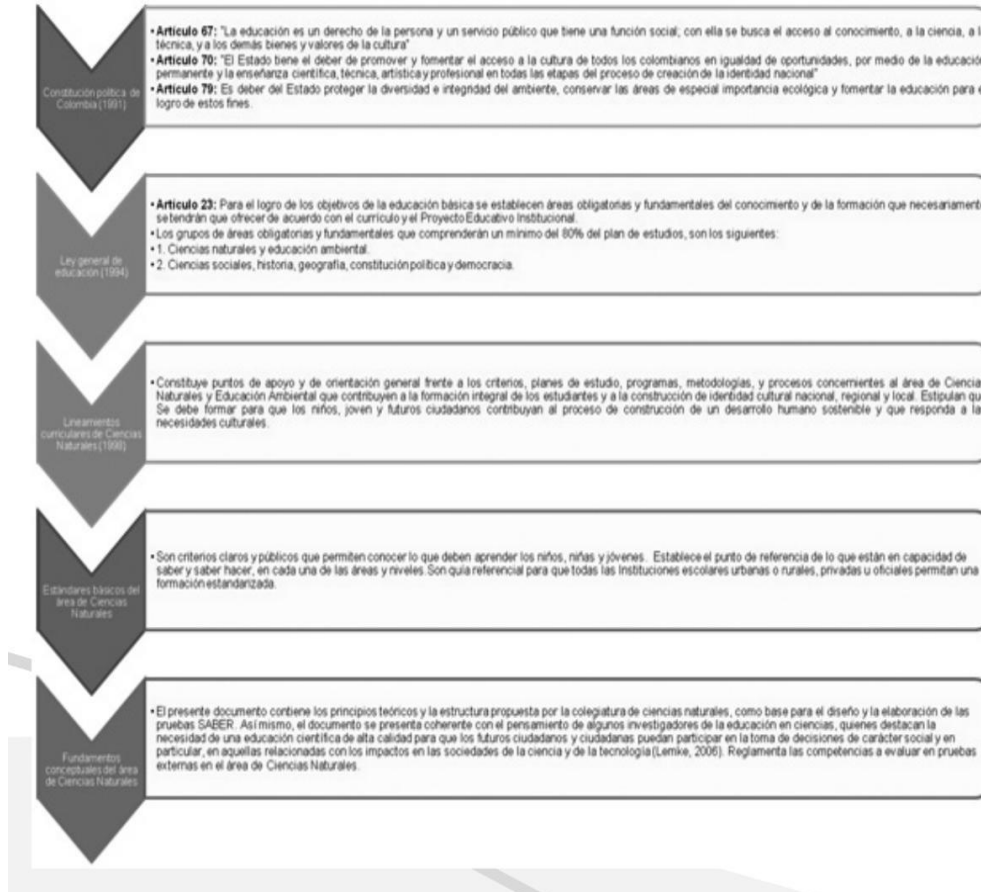 Constitución política de
Colombia (1991)
• Artículo 67: "La educación es un derecho de la persona y un servicio público que tiene una función social; con ella se busca el acceso al conocimiento, a la ciencia, a l
técnica, y a los demás bienes y valores de la cultura"
• Artículo 70: "El Estado tiene el deber de promover y fomentar el acceso a la cultura de todos los colombianos en igualdad de oportunidades, por medio de la educació
permanente y la enseñanza científica, técnica, artística y profesional en todas las etapas del proceso de creación de la identidad nacional"
• Artículo 79: Es deber del Estado proteger la diversidad e integridad del ambiente, conservar las áreas de especial importancia ecológica y fomentar la educación para e
logro de estos fines.
Ley general de
educación (1994)
• Artículo 23: Para el logro de los objetivos de la educación básica se establecen áreas obligatorias y fundamentales del conocimiento y de la formación que necesariament
se tendrán que ofrecer de acuerdo con el currículo y el Proyecto Educativo Institucional.
• Los grupos de áreas obligatorias y fundamentales que comprenderán un mínimo del 80% del plan de estudios, son los siguientes:
• 1. Ciencias naturales y educación ambiental.
• 2. Ciencias sociales, historia, geografía, constitución política y democracia.
Lineamientos
curriculares de Ciencias
Naturales (1998)
• Constituye puntos de apoyo y de orientación general frente a los criterios, planes de estudio, programas, metodologías, y procesos concernientes al área de Ciencia
Naturales y Educación Ambiental que contribuyen a la formación integral de los estudiantes y a la construcción de identidad cultural nacional, regional y local. Estipulan qu
Se debe formar para que los niños, joven y futuros ciudadanos contribuyan al proceso de construcción de un desarrollo humano sostenible y que responda a la
necesidades culturales.
Estándares básicos del
área de Ciencias
Naturales
• Son criterios claros y públicos que permiten conocer lo que deben aprender los niños, niñas y jóvenes. Establece el punto de referencia de lo que están en capacidad de
saber y saber hacer, en cada una de las áreas y niveles. Son guía referencial para que todas las Instituciones escolares urbanas o rurales, privadas u oficiales permitan una
formación estandarizada.
Fundamentos
conceptuales del área
de Ciencias Naturales
• El presente documento contiene los principios teóricos y la estructura propuesta por la colegiatura de ciencias naturales, como base para el diseño y la elaboración de las
pruebas SABER. Así mismo, el documento se presenta coherente con el pensamiento de algunos investigadores de la educación en ciencias, quienes destacan la
necesidad de una educación científica de alta calidad para que los futuros ciudadanos y ciudadanas puedan participar en la toma de decisiones de carácter social y en
particular, en aquellas relacionadas con los impactos en las sociedades de la ciencia y de la tecnología (Lemke, 2006). Reglamenta las competencias a evaluar en pruebas
externas en el área de Ciencias Naturales.